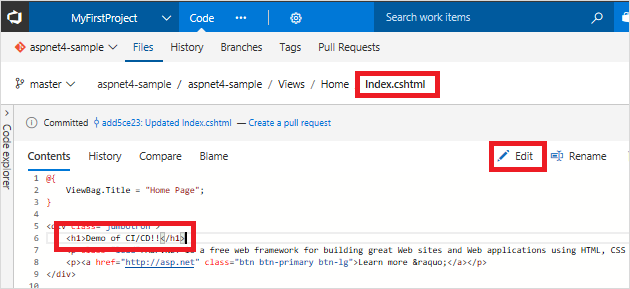 MyFirstProject Code Search work items
aspnet4-sample Files History Branches Tags Pull Requests
master aspnet4-sample / aspnet4-sample / Views / Home Index.cshtml
Committed add5ce23: Updated Index.cshtml — Create a pull request
Code explorer
Contents History Compare Blame Edit Rename
1 @{
2 ViewBag.Title = "Home Page";
3 }
4
5 <div class="jumbotron">
6 <h1>Demo of CI/CD!!</h1>
7 a free web framework for building great Web sites and Web applications using HTML, CSS
8 <p><a href="http://asp.net" class="btn btn-primary btn-lg">Learn more &raquo;</a></p>
9 </div>